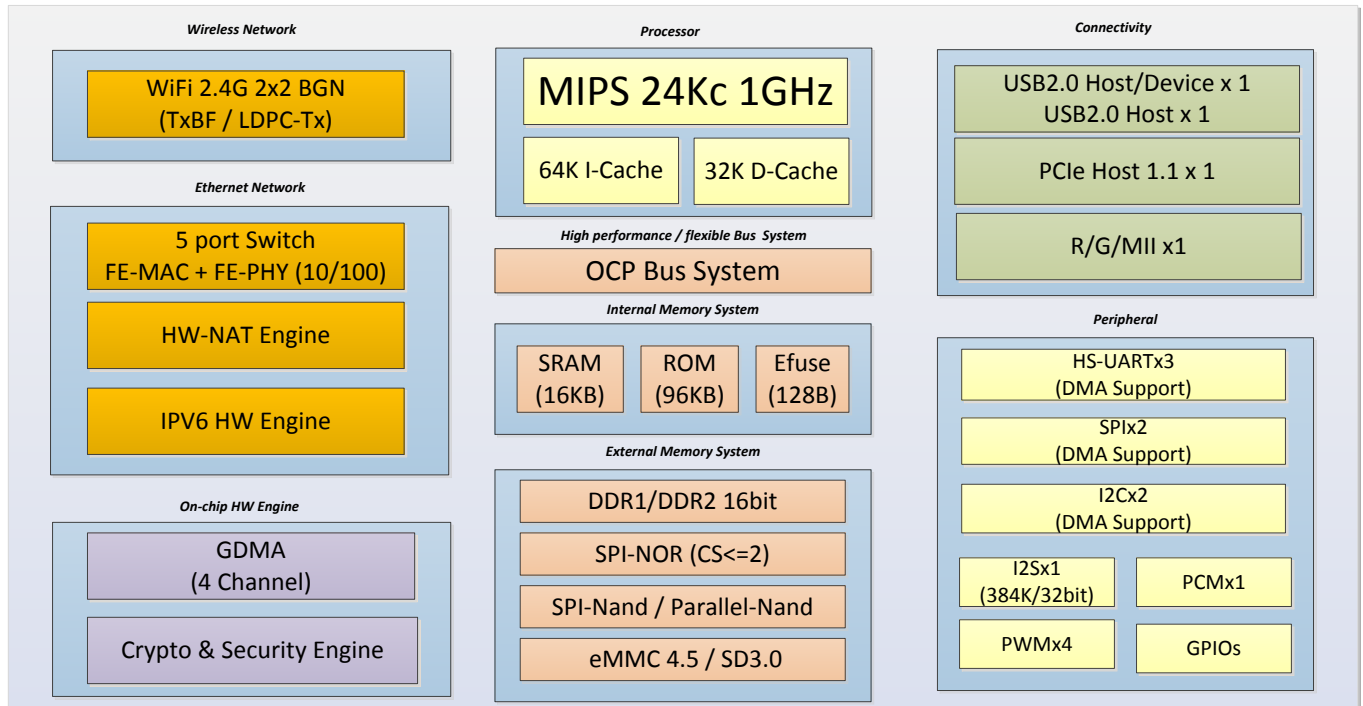 Wireless Network
WiFi 2.4G 2x2 BGN
(TxBF / LDPC-Tx)
Ethernet Network
5 port Switch
FE-MAC + FE-PHY (10/100)
HW-NAT Engine
IPV6 HW Engine
On-chip HW Engine
GDMA
(4 Channel)
Crypto & Security Engine
Processor
MIPS 24Kc 1GHz
64K I-Cache
32K D-Cache
High performance / flexible Bus System
OCP Bus System
Internal Memory System
SRAM
(16KB)
ROM
(96KB)
Efuse
(128B)
External Memory System
DDR1/DDR2 16bit
SPI-NOR (CS<=2)
SPI-Nand / Parallel-Nand
eMMC 4.5 / SD3.0
Connectivity
USB2.0 Host/Device x 1
USB2.0 Host x 1
PCIe Host 1.1 x 1
R/G/MII x1
Peripheral
HS-UARTx3
(DMA Support)
SPIx2
(DMA Support)
I2Cx2
(DMA Support)
I2Sx1
(384K/32bit)
PCMx1
PWMx4
GPIOs